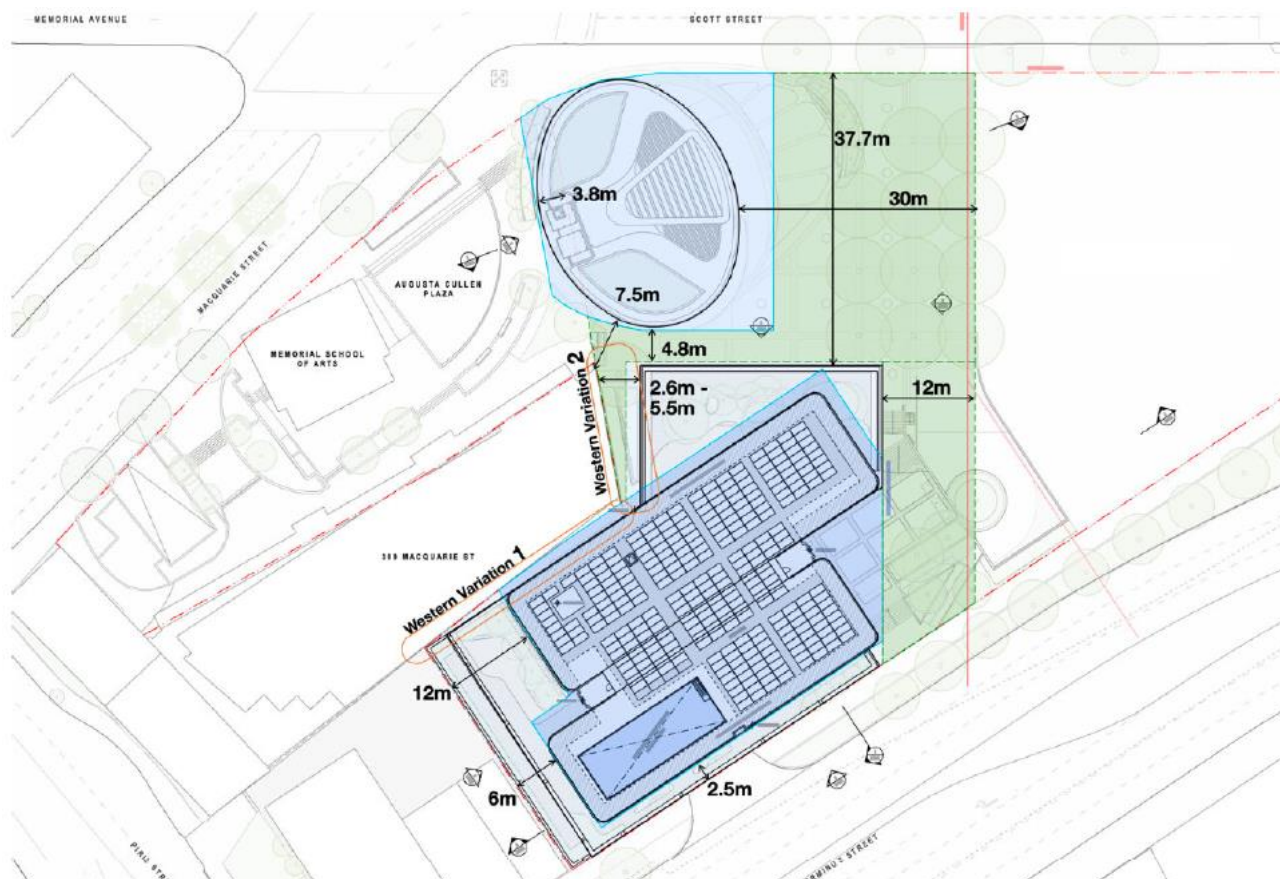 MEMORIAL AVENUE
SCOTT STREET
37.7m
3.8m
30m
MACQUARIE STREET
AUGUSTA CULLEN
PLAZA
7.5m
4.8m
MEMORIAL SCHOOL
OF ARTS
Western Variation 2
2.6m -
5.5m
12m
389 MACQUARIE ST
Western Variation 1
12m
6m
2.5m